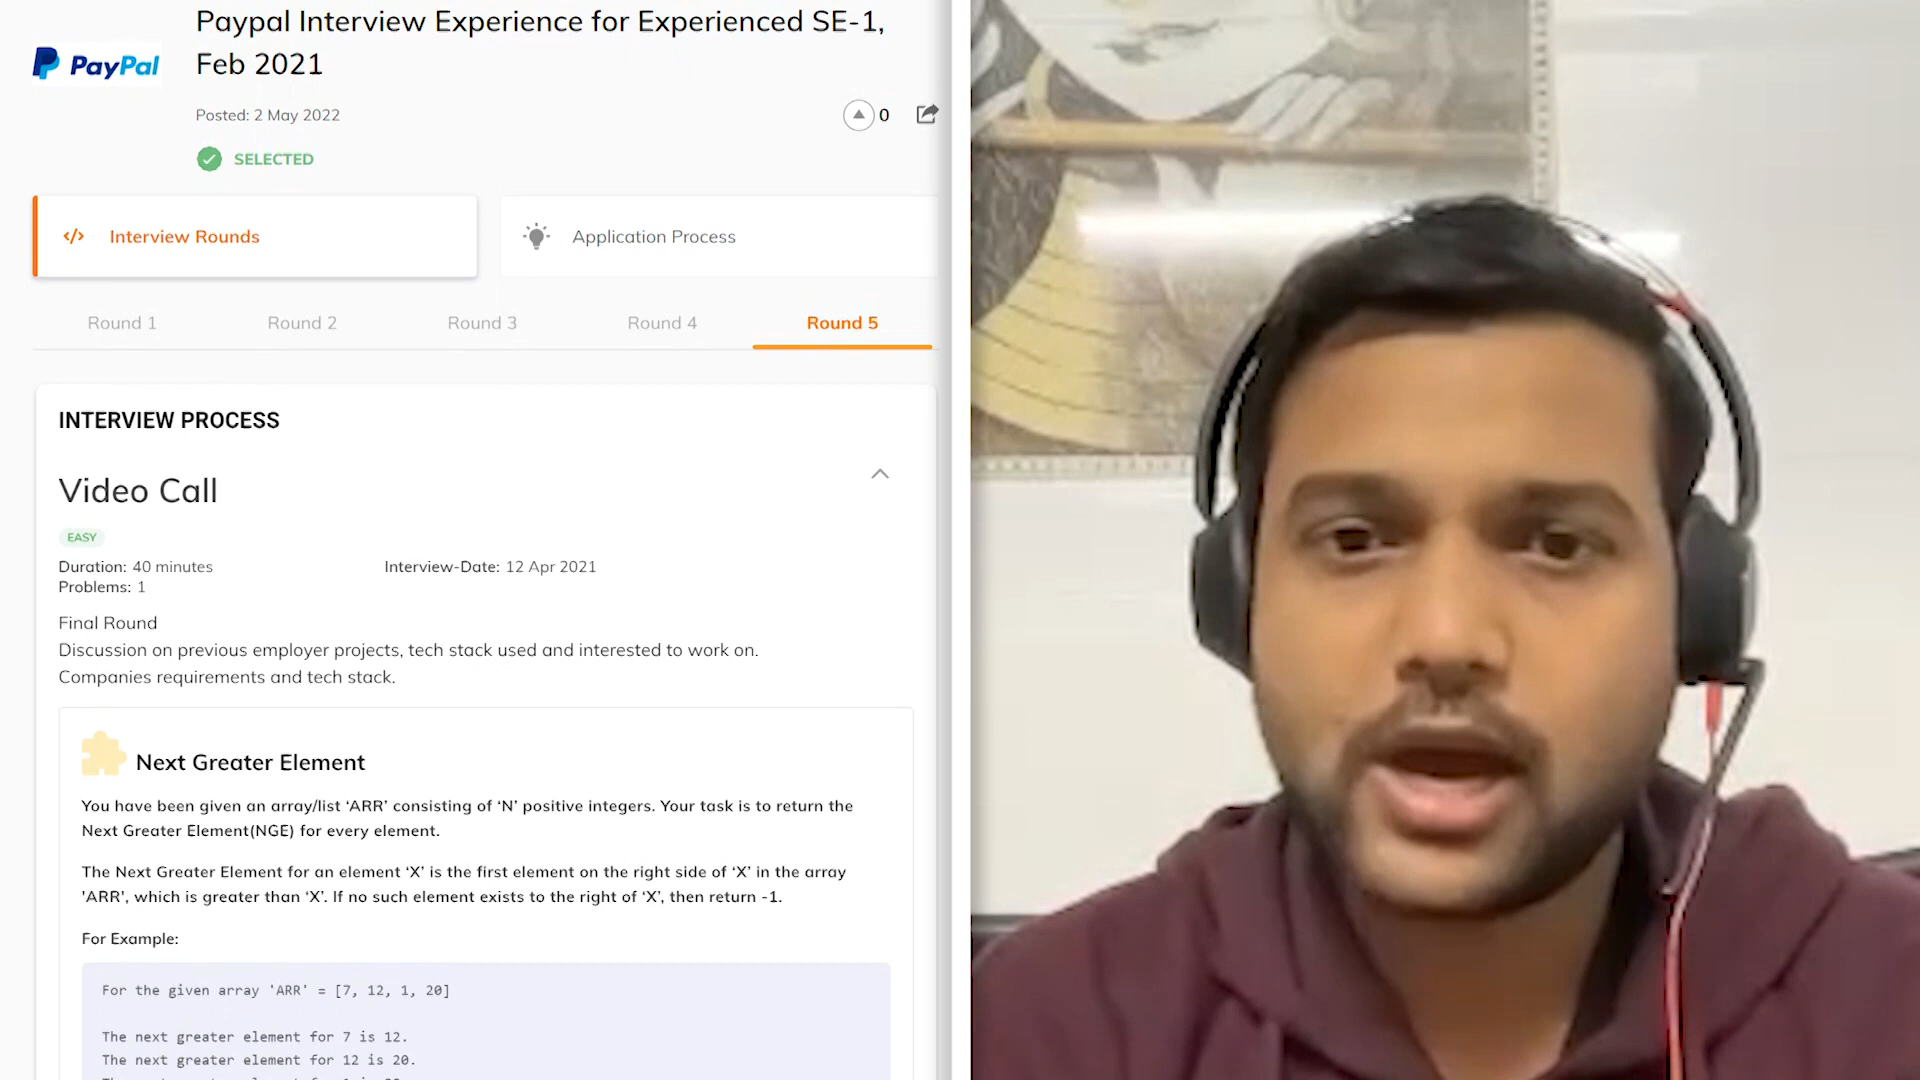 Paypal Interview Experience for Experienced SE-1,
Feb 2021
PayPal
Posted: 2 May 2022
0
SELECTED
Interview Rounds
Application Process
Round 1
Round 2
Round 3
Round 4
Round 5
INTERVIEW PROCESS
Video Call
EASY
Duration: 40 minutes
Interview-Date: 12 Apr 2021
Problems: 1
Final Round
Discussion on previous employer projects, tech stack used and interested to work on.
Companies requirements and tech stack.
Next Greater Element
You have been given an array/list ‘ARR’ consisting of ‘N’ positive integers. Your task is to return the
Next Greater Element(NGE) for every element.
The Next Greater Element for an element ‘X’ is the first element on the right side of ‘X’ in the array
'ARR', which is greater than ‘X’. If no such element exists to the right of ‘X’, then return -1.
For Example:
For the given array 'ARR' = [7, 12, 1, 20]
The next greater element for 7 is 12.
The next greater element for 12 is 20.